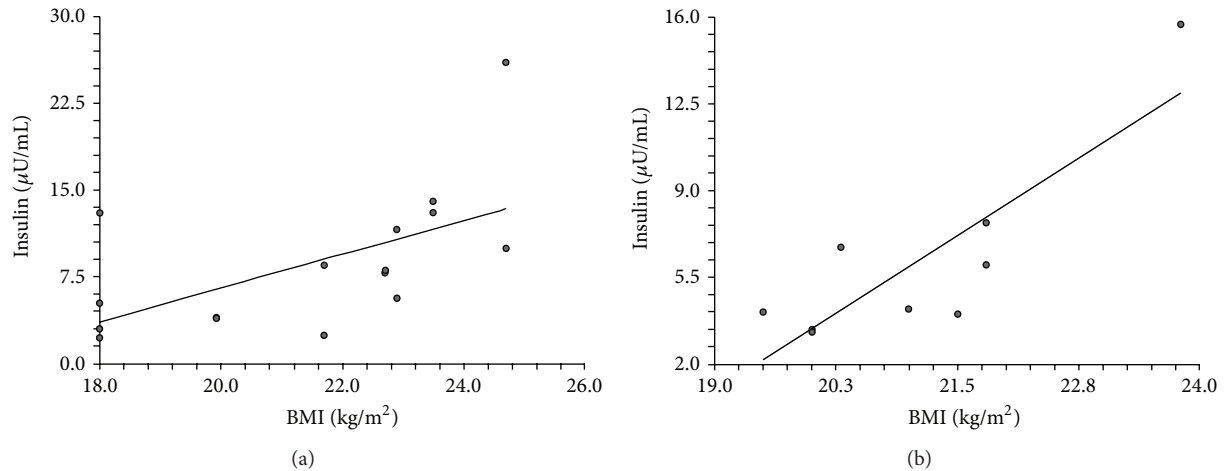 30.0
22.5
15.0
7.5
0.0
Insulin (μU/mL)
18.0 20.0 22.0 24.0 26.0
BMI (kg/m²)
(a)
16.0
12.5
9.0
5.5
2.0
Insulin (μU/mL)
19.0 20.3 21.5 22.8 24.0
BMI (kg/m²)
(b)